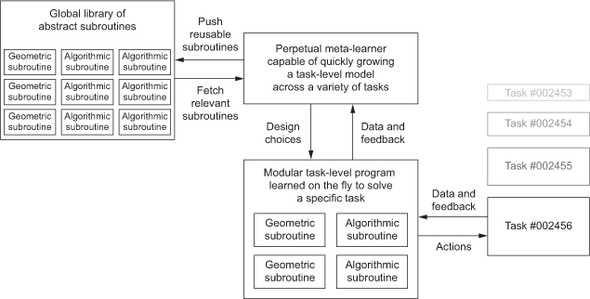 Global library of
abstract subroutines
Geometric
subroutine
Algorithmic
subroutine
Algorithmic
subroutine
Geometric
subroutine
Algorithmic
subroutine
Algorithmic
subroutine
Geometric
subroutine
Algorithmic
subroutine
Algorithmic
subroutine
Push
reusable
subroutines
Fetch
relevant
subroutines
Perpetual meta-learner
capable of quickly growing
a task-level model
across a variety of tasks
Design
choices
Data and
feedback
Modular task-level program
learned on the fly to solve
a specific task
Geometric
subroutine
Algorithmic
subroutine
Geometric
subroutine
Algorithmic
subroutine
Data and
feedback
Actions
Task #002453
Task #002454
Task #002455
Task #002456